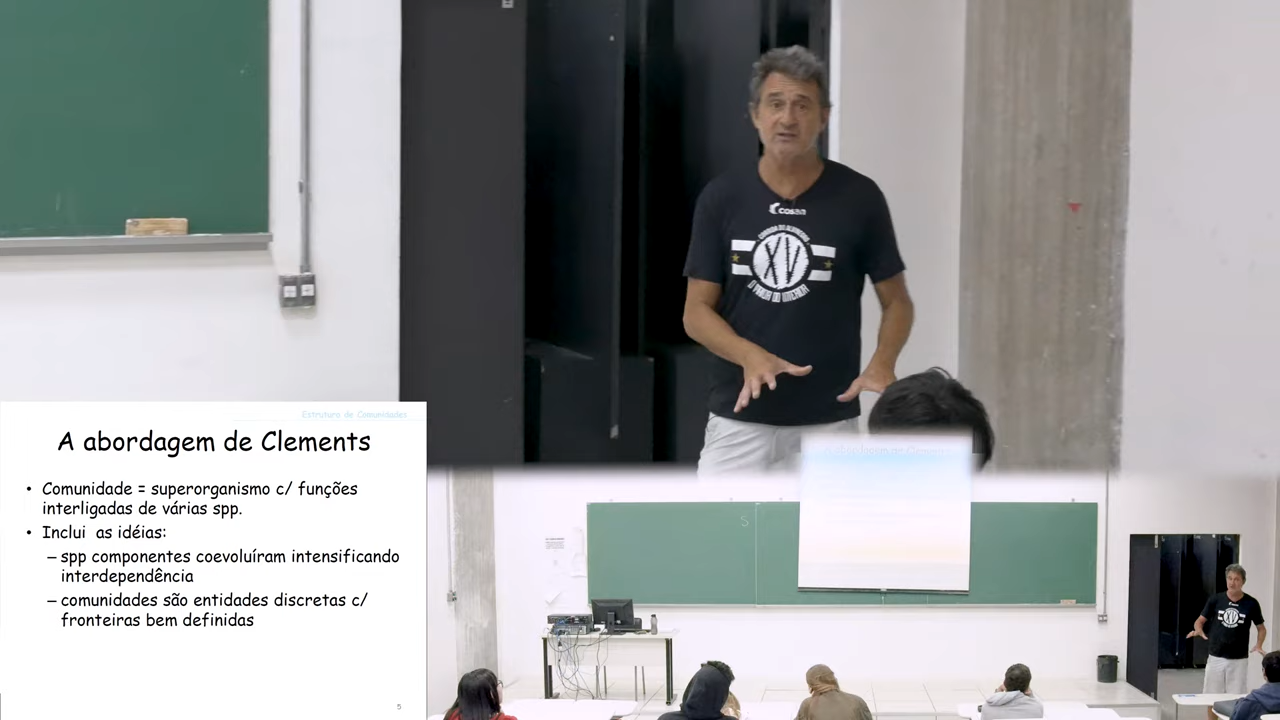 cosan
XV
Estrutura de Comunidades
A abordagem de Clements
• Comunidade = superorganismo c/ funções
interligadas de várias spp.
• Inclui as idéias:
– spp componentes coevoluíram intensificando
interdependência
– comunidades são entidades discretas c/
fronteiras bem definidas
5